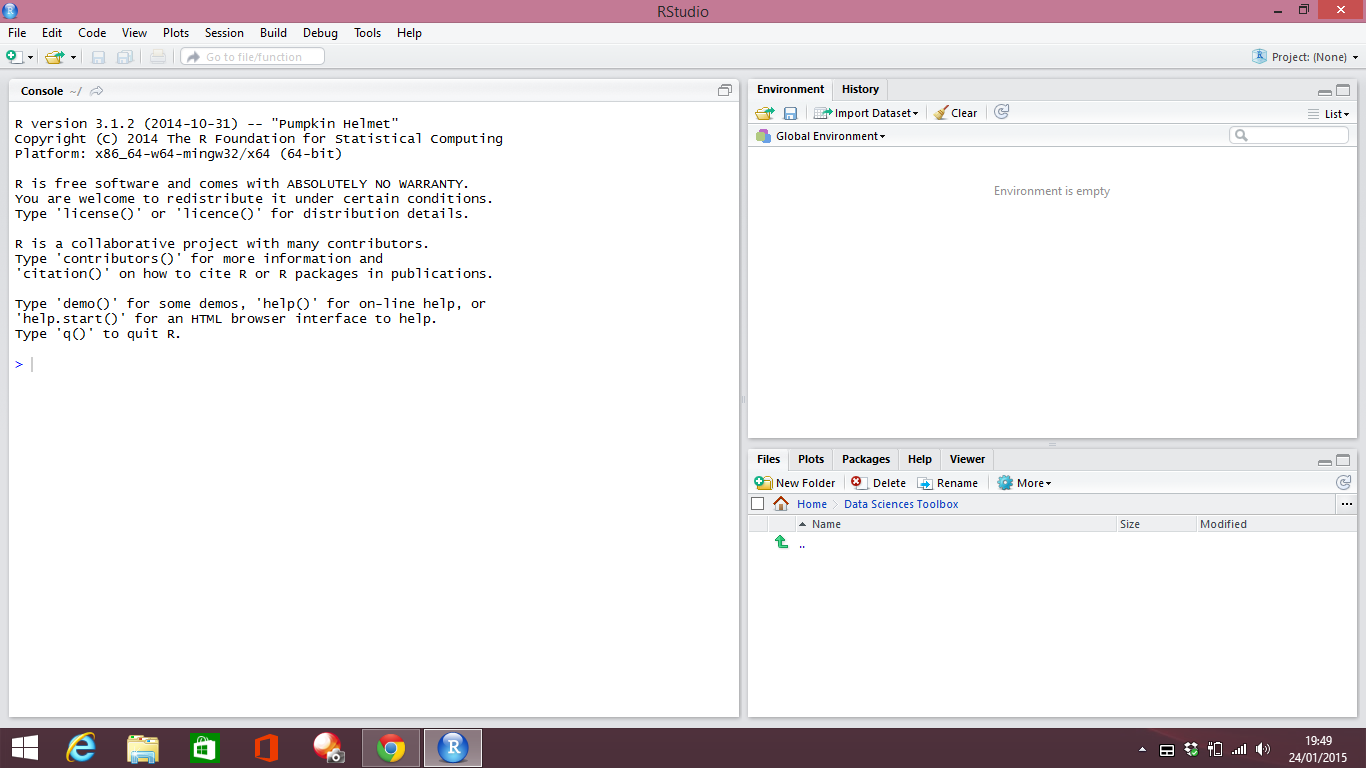 RStudio
File Edit Code View Plots Session Build Debug Tools Help
Go to file/function
Project: (None)
Console ~/
R version 3.1.2 (2014-10-31) -- "Pumpkin Helmet"
Copyright (C) 2014 The R Foundation for Statistical Computing
Platform: x86_64-w64-mingw32/x64 (64-bit)
R is free software and comes with ABSOLUTELY NO WARRANTY.
You are welcome to redistribute it under certain conditions.
Type 'license()' or 'licence()' for distribution details.
R is a collaborative project with many contributors.
Type 'contributors()' for more information and
'citation()' on how to cite R or R packages in publications.
Type 'demo()' for some demos, 'help()' for on-line help, or
'help.start()' for an HTML browser interface to help.
Type 'q()' to quit R.
>
Environment History
Import Dataset Clear List
Global Environment
Environment is empty
Files Plots Packages Help Viewer
New Folder Delete Rename More
Home Data Sciences Toolbox ...
Name Size Modified
..
19:49
24/01/2015